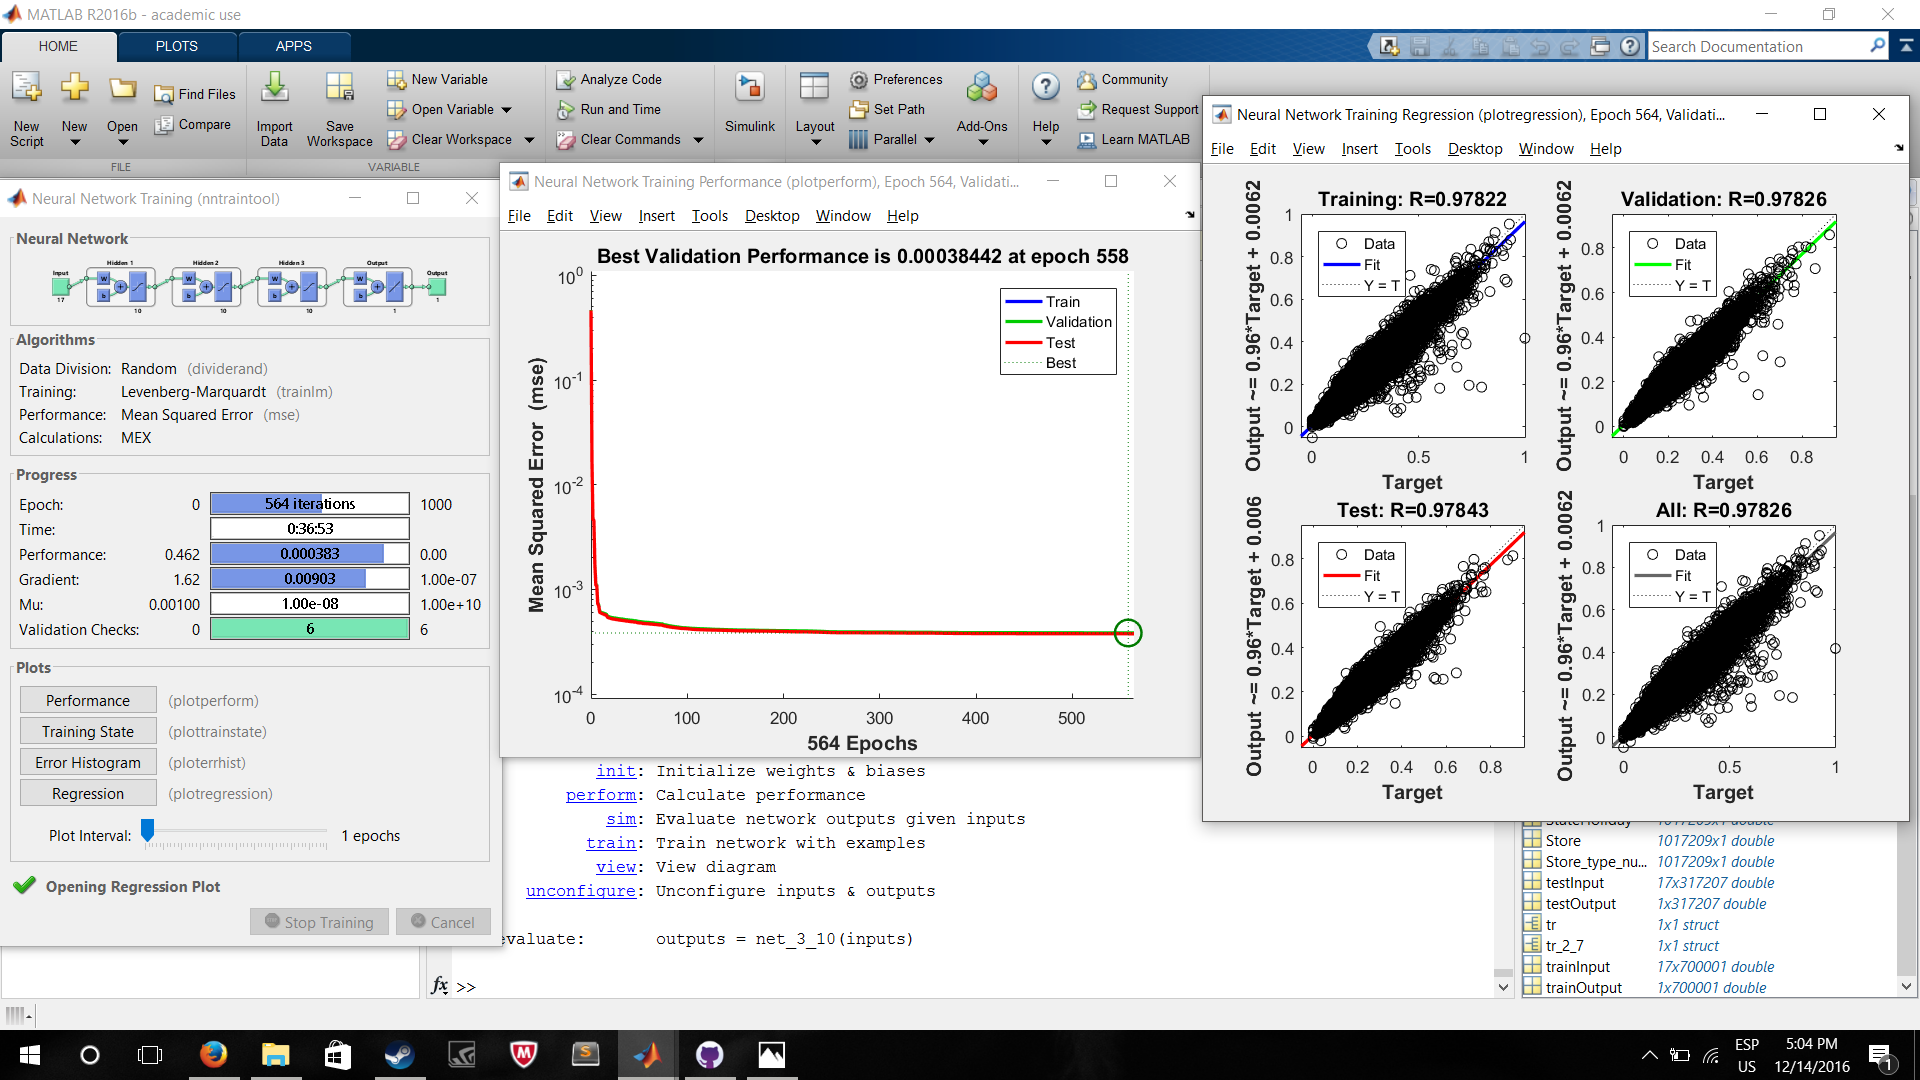 MATLAB R2016b - academic use
HOME PLOTS APPS
Search Documentation
New Script
New
Open
Find Files
Compare
Import Data
Save Workspace
New Variable
Open Variable
Clear Workspace
Analyze Code
Run and Time
Clear Commands
Simulink
Layout
Preferences
Set Path
Parallel
Add-Ons
Help
Community
Request Support
Learn MATLAB
FILE
VARIABLE
Neural Network Training (nntraintool)
Neural Network
Input
17
Hidden 1
W
b
10
Hidden 2
W
b
10
Hidden 3
W
b
10
Output
W
b
1
Output
1
Algorithms
Data Division: Random (dividerand)
Training: Levenberg-Marquardt (trainlm)
Performance: Mean Squared Error (mse)
Calculations: MEX
Progress
Epoch: 0 564 iterations 1000
Time: 0:36:53
Performance: 0.462 0.000383 0.00
Gradient: 1.62 0.00903 1.00e-07
Mu: 0.00100 1.00e-08 1.00e+10
Validation Checks: 0 6 6
Plots
Performance (plotperform)
Training State (plottrainstate)
Error Histogram (ploterrhist)
Regression (plotregression)
Plot Interval: 1 epochs
Opening Regression Plot
Stop Training Cancel
Neural Network Training Performance (plotperform), Epoch 564, Validati...
File Edit View Insert Tools Desktop Window Help
Best Validation Performance is 0.00038442 at epoch 558
Mean Squared Error (mse)
10^0
10^-1
10^-2
10^-3
10^-4
Train
Validation
Test
Best
0 100 200 300 400 500
564 Epochs
Neural Network Training Regression (plotregression), Epoch 564, Validati...
File Edit View Insert Tools Desktop Window Help
Training: R=0.97822
Output ~= 0.96*Target + 0.0062
Data
Fit
Y = T
1
0.8
0.6
0.4
0.2
0
0 0.5 1
Target
Validation: R=0.97826
Output ~= 0.96*Target + 0.0062
Data
Fit
Y = T
0.8
0.6
0.4
0.2
0
0 0.2 0.4 0.6 0.8
Target
Test: R=0.97843
Output ~= 0.96*Target + 0.006
Data
Fit
Y = T
0.8
0.6
0.4
0.2
0
0 0.2 0.4 0.6 0.8
Target
All: R=0.97826
Output ~= 0.96*Target + 0.0062
Data
Fit
Y = T
1
0.8
0.6
0.4
0.2
0
0 0.5 1
Target
init: Initialize weights & biases
perform: Calculate performance
sim: Evaluate network outputs given inputs
train: Train network with examples
view: View diagram
unconfigure: Unconfigure inputs & outputs
evaluate: outputs = net_3_10(inputs)
fx >>
StateHoliday 1017209x1 double
Store 1017209x1 double
Store_type_nu... 1017209x1 double
testInput 17x317207 double
testOutput 1x317207 double
tr 1x1 struct
tr_2_7 1x1 struct
trainInput 17x700001 double
trainOutput 1x700001 double
ESP
US
5:04 PM
12/14/2016
1